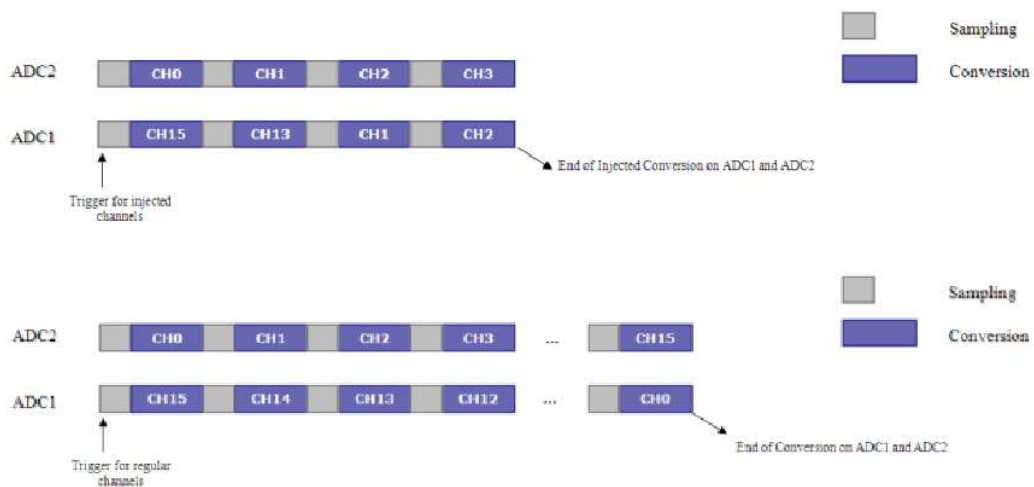 Sampling
ADC2 CH0 CH1 CH2 CH3
Conversion
ADC1 CH15 CH13 CH1 CH2
End of Injected Conversion on ADC1 and ADC2
Trigger for injected
channels
Sampling
ADC2 CH0 CH1 CH2 CH3 ... CH15
Conversion
ADC1 CH15 CH14 CH13 CH12 ... CH0
End of Conversion on ADC1 and ADC2
Trigger for regular
channels